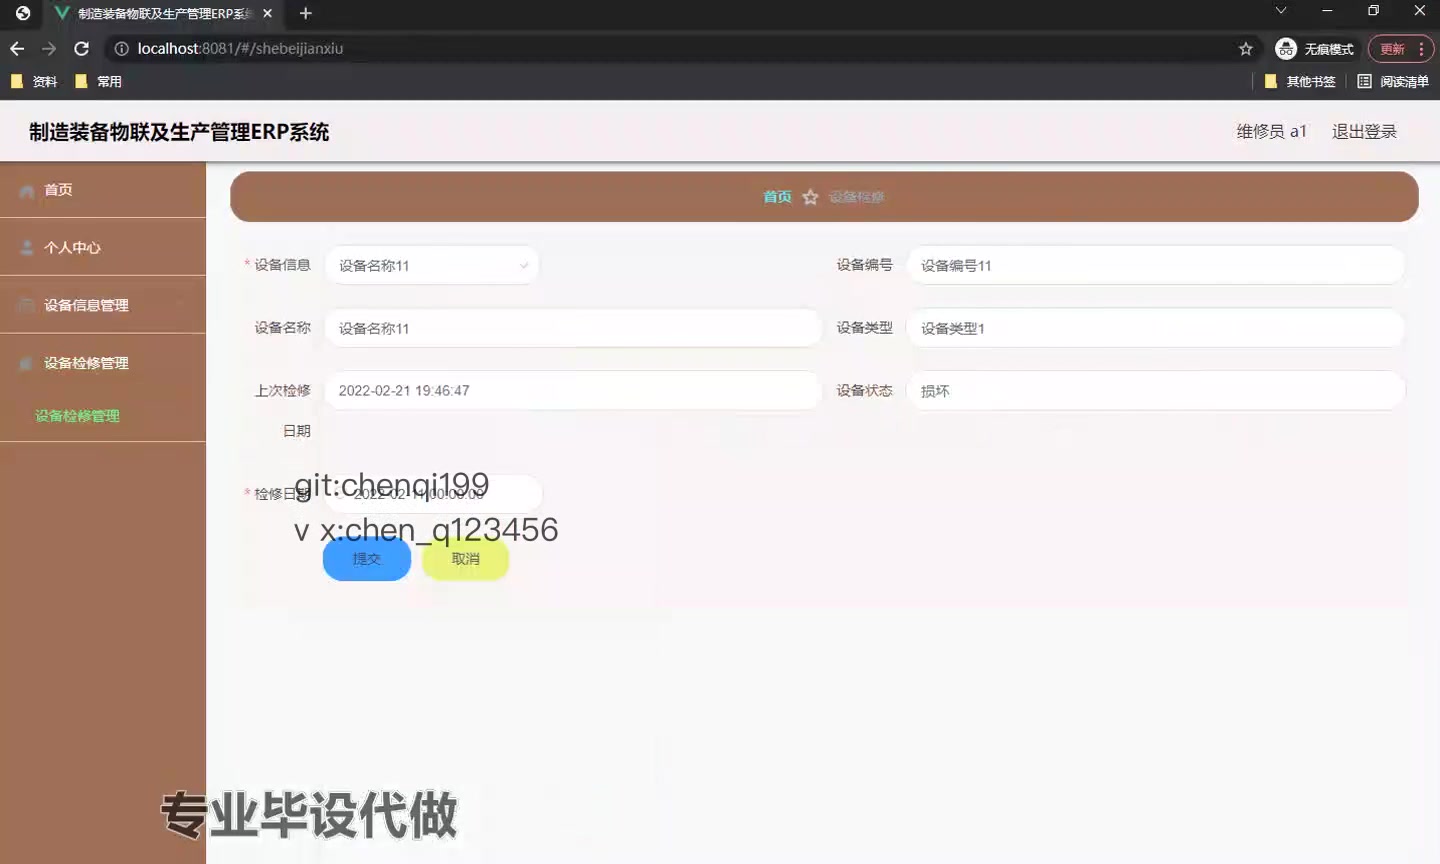 制造装备物联及生产管理ERP系统
localhost:8081/#/shebeijianxiu
无痕模式
更新
资料
常用
其他书签
阅读清单
制造装备物联及生产管理ERP系统
维修员 a1
退出登录
首页
个人中心
设备信息管理
设备检修管理
设备检修管理
首页
设备检修
* 设备信息
设备名称11
设备编号
设备编号11
设备名称
设备名称11
设备类型
设备类型1
上次检修
日期
2022-02-21 19:46:47
设备状态
损坏
* 检修日期
2022-02-11 00:00:00
git:chenqi199
v x:chen_q123456
提交
取消
专业毕设代做